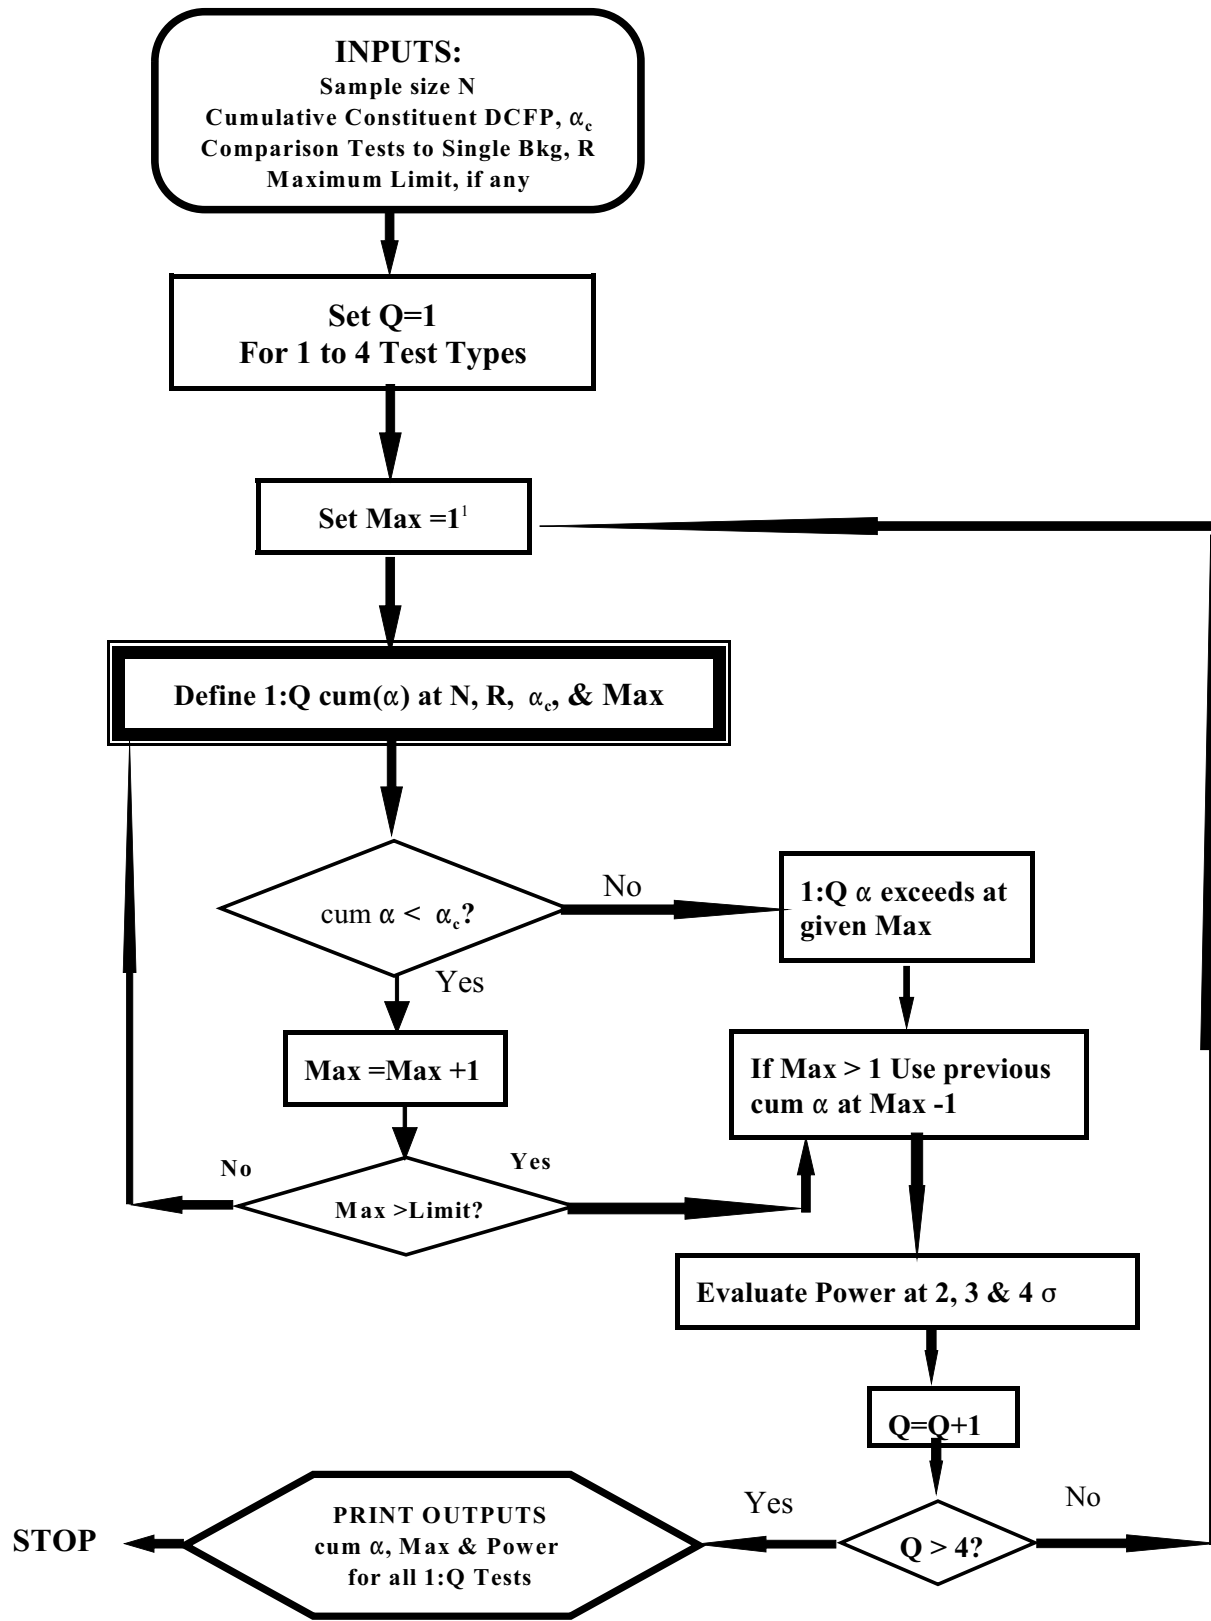 INPUTS:
Sample size N
Cumulative Constituent DCFP, αc
Comparison Tests to Single Bkg, R
Maximum Limit, if any
Set Q=1
For 1 to 4 Test Types
Set Max =1¹
Define 1:Q cum(α) at N, R, αc, & Max
cum α < αc?
No
1:Q α exceeds at
given Max
Yes
Max =Max +1
If Max > 1 Use previous
cum α at Max -1
No
Yes
Max >Limit?
Evaluate Power at 2, 3 & 4 σ
Q=Q+1
Q > 4?
Yes
No
PRINT OUTPUTS
cum α, Max & Power
for all 1:Q Tests
STOP